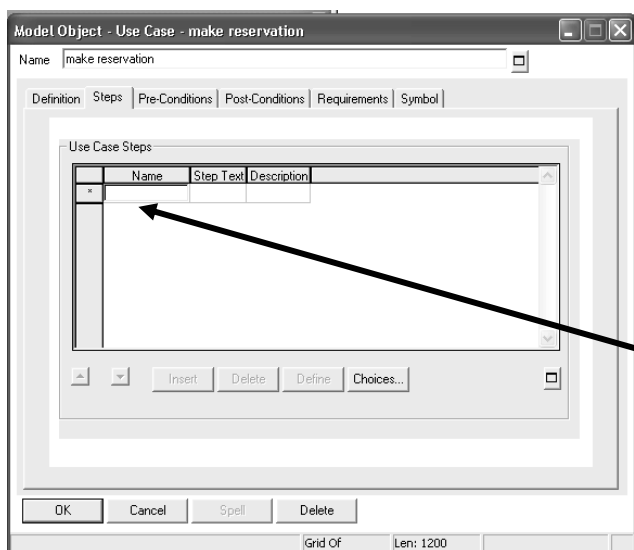 Model Object - Use Case - make reservation
Name make reservation
Definition Steps Pre-Conditions Post-Conditions Requirements Symbol
Use Case Steps
Name Step Text Description
*
Insert Delete Define Choices...
OK Cancel Spell Delete
Grid Of Len: 1200